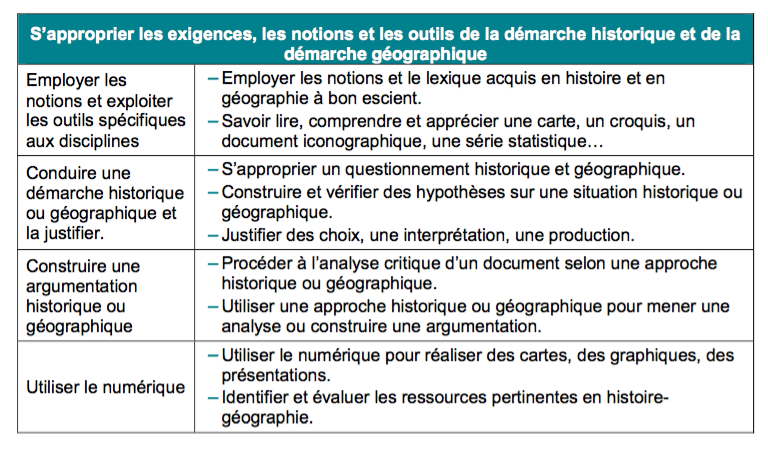 S’approprier les exigences, les notions et les outils de la démarche historique et de la
démarche géographique
Employer les
notions et exploiter
les outils spécifiques
aux disciplines
– Employer les notions et le lexique acquis en histoire et en
géographie à bon escient.
– Savoir lire, comprendre et apprécier une carte, un croquis, un
document iconographique, une série statistique…
Conduire une
démarche historique
ou géographique et
la justifier.
– S’approprier un questionnement historique et géographique.
– Construire et vérifier des hypothèses sur une situation historique ou
géographique.
– Justifier des choix, une interprétation, une production.
Construire une
argumentation
historique ou
géographique
– Procéder à l’analyse critique d’un document selon une approche
historique ou géographique.
– Utiliser une approche historique ou géographique pour mener une
analyse ou construire une argumentation.
Utiliser le numérique
– Utiliser le numérique pour réaliser des cartes, des graphiques, des
présentations.
– Identifier et évaluer les ressources pertinentes en histoire-
géographie.